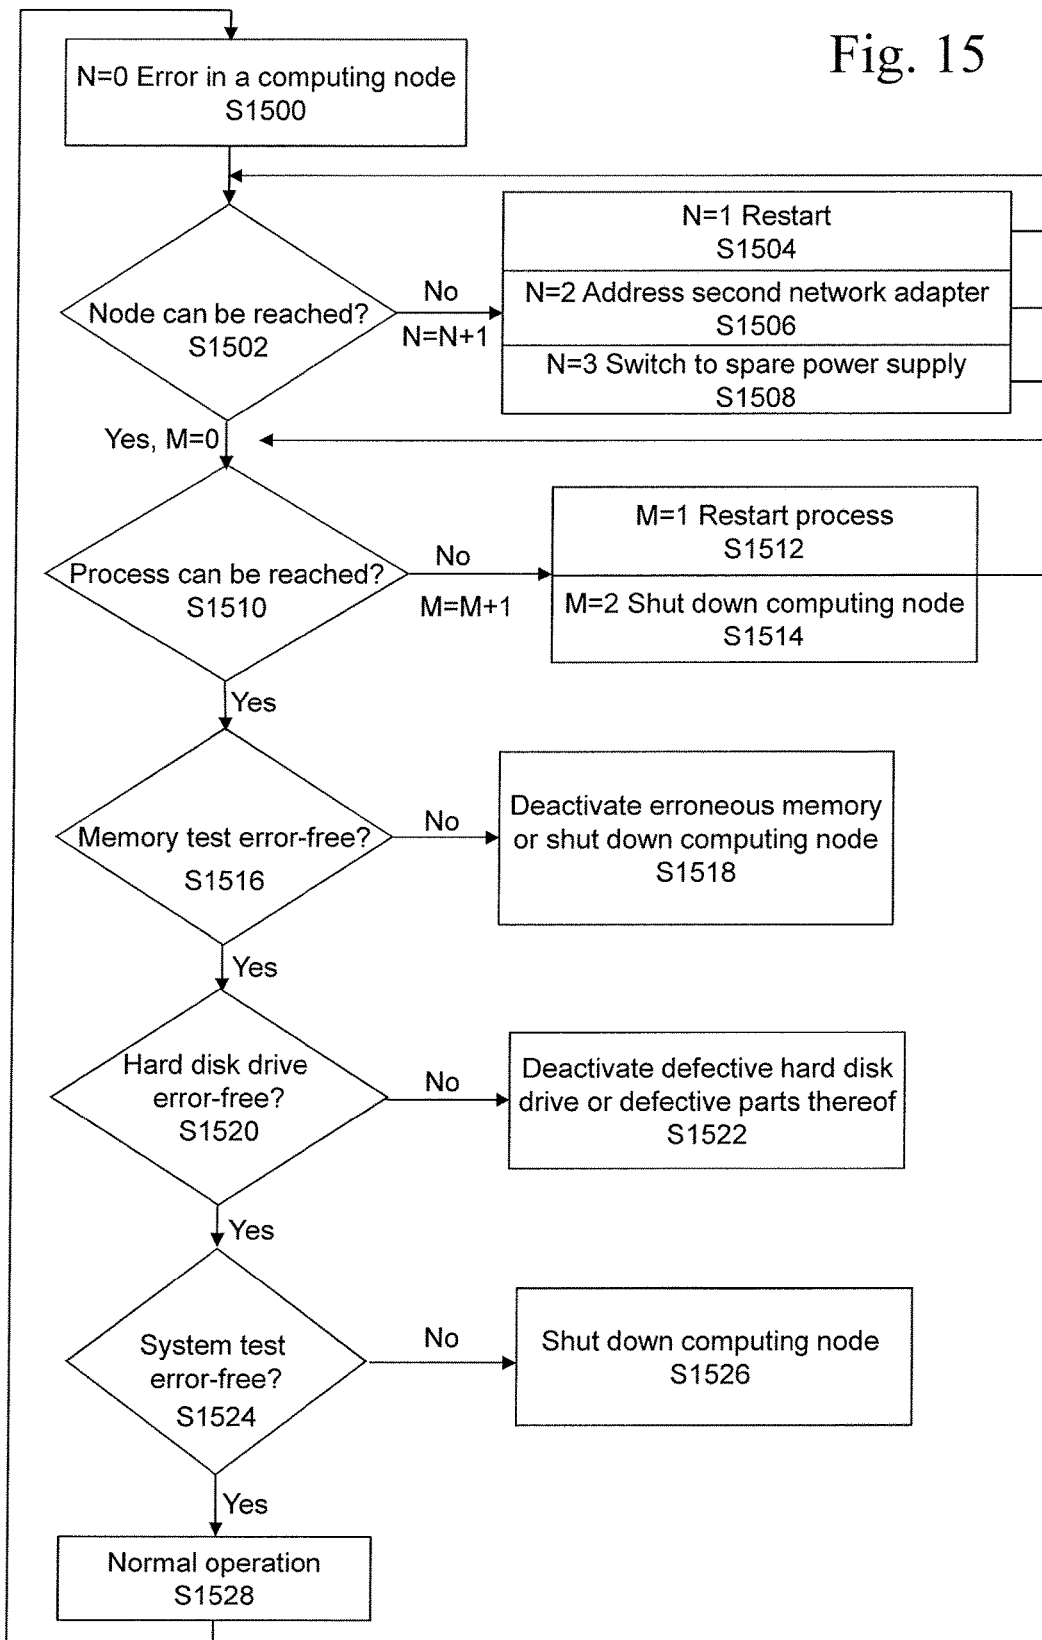 Fig. 15
N=0 Error in a computing node
S1500
Node can be reached?
S1502
No
N=N+1
N=1 Restart
S1504
N=2 Address second network adapter
S1506
N=3 Switch to spare power supply
S1508
Yes, M=0
Process can be reached?
S1510
No
M=M+1
M=1 Restart process
S1512
M=2 Shut down computing node
S1514
Yes
Memory test error-free?
S1516
No
Deactivate erroneous memory
or shut down computing node
S1518
Yes
Hard disk drive
error-free?
S1520
No
Deactivate defective hard disk
drive or defective parts thereof
S1522
Yes
System test
error-free?
S1524
No
Shut down computing node
S1526
Yes
Normal operation
S1528